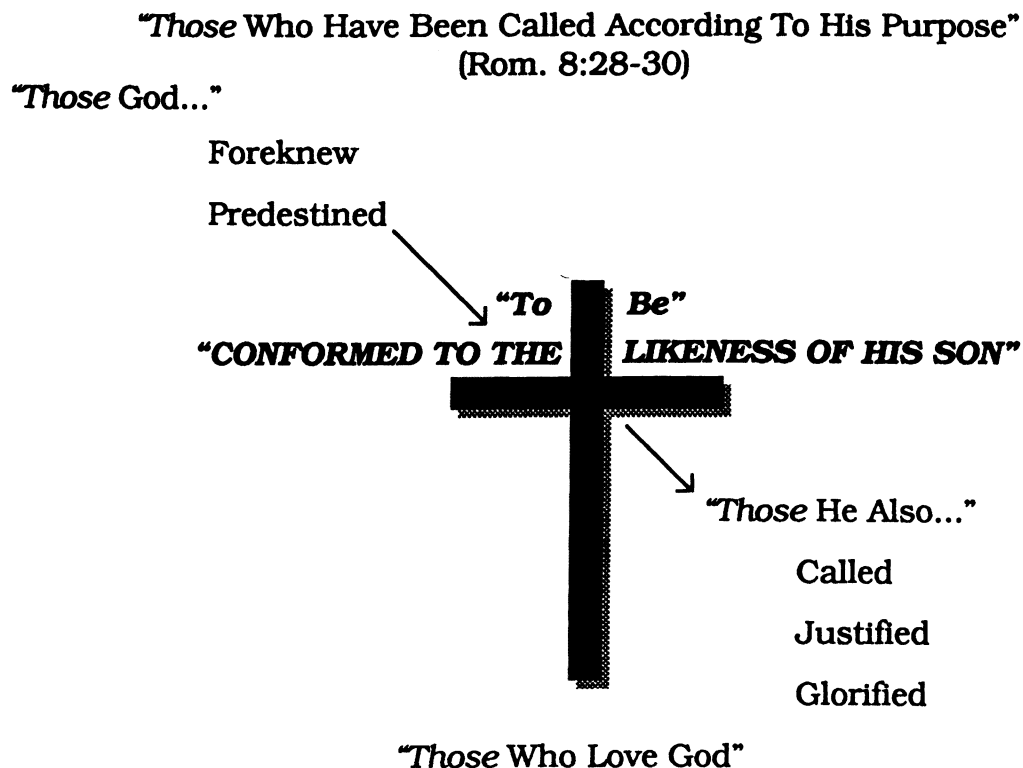 “Those Who Have Been Called According To His Purpose”
(Rom. 8:28-30)
“Those God...”
Foreknew
Predestined
“To Be”
“CONFORMED TO THE LIKENESS OF HIS SON”
“Those He Also...”
Called
Justified
Glorified
“Those Who Love God”